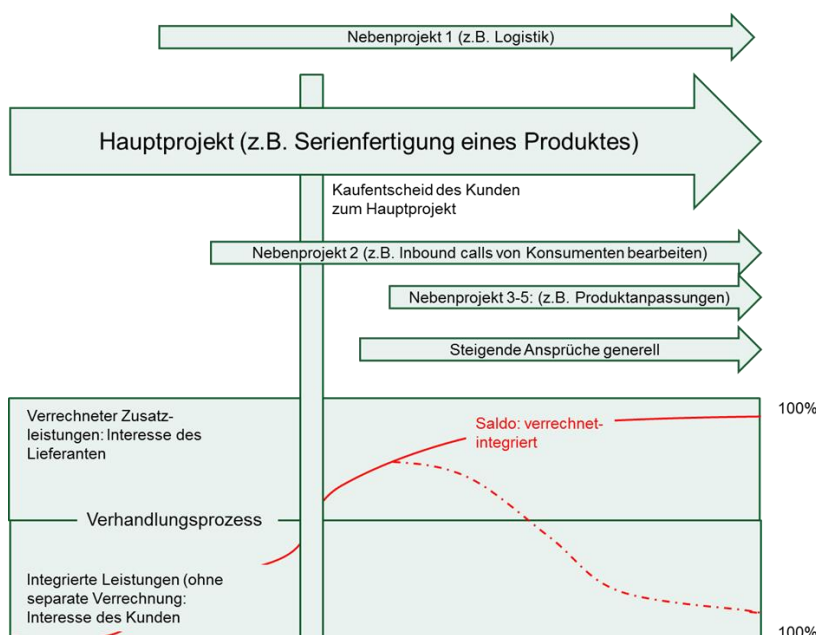 Nebenprojekt 1 (z.B. Logistik)
Hauptprojekt (z.B. Serienfertigung eines Produktes)
Kaufentscheid des Kunden
zum Hauptprojekt
Nebenprojekt 2 (z.B. Inbound calls von Konsumenten bearbeiten)
Nebenprojekt 3-5: (z.B. Produktanpassungen)
Steigende Ansprüche generell
100%
Verrechneter Zusatz-
leistungen: Interesse des
Lieferanten
Saldo: verrechnet-
integriert
Verhandlungsprozess
Integrierte Leistungen (ohne
separate Verrechnung:
Interesse des Kunden
100%